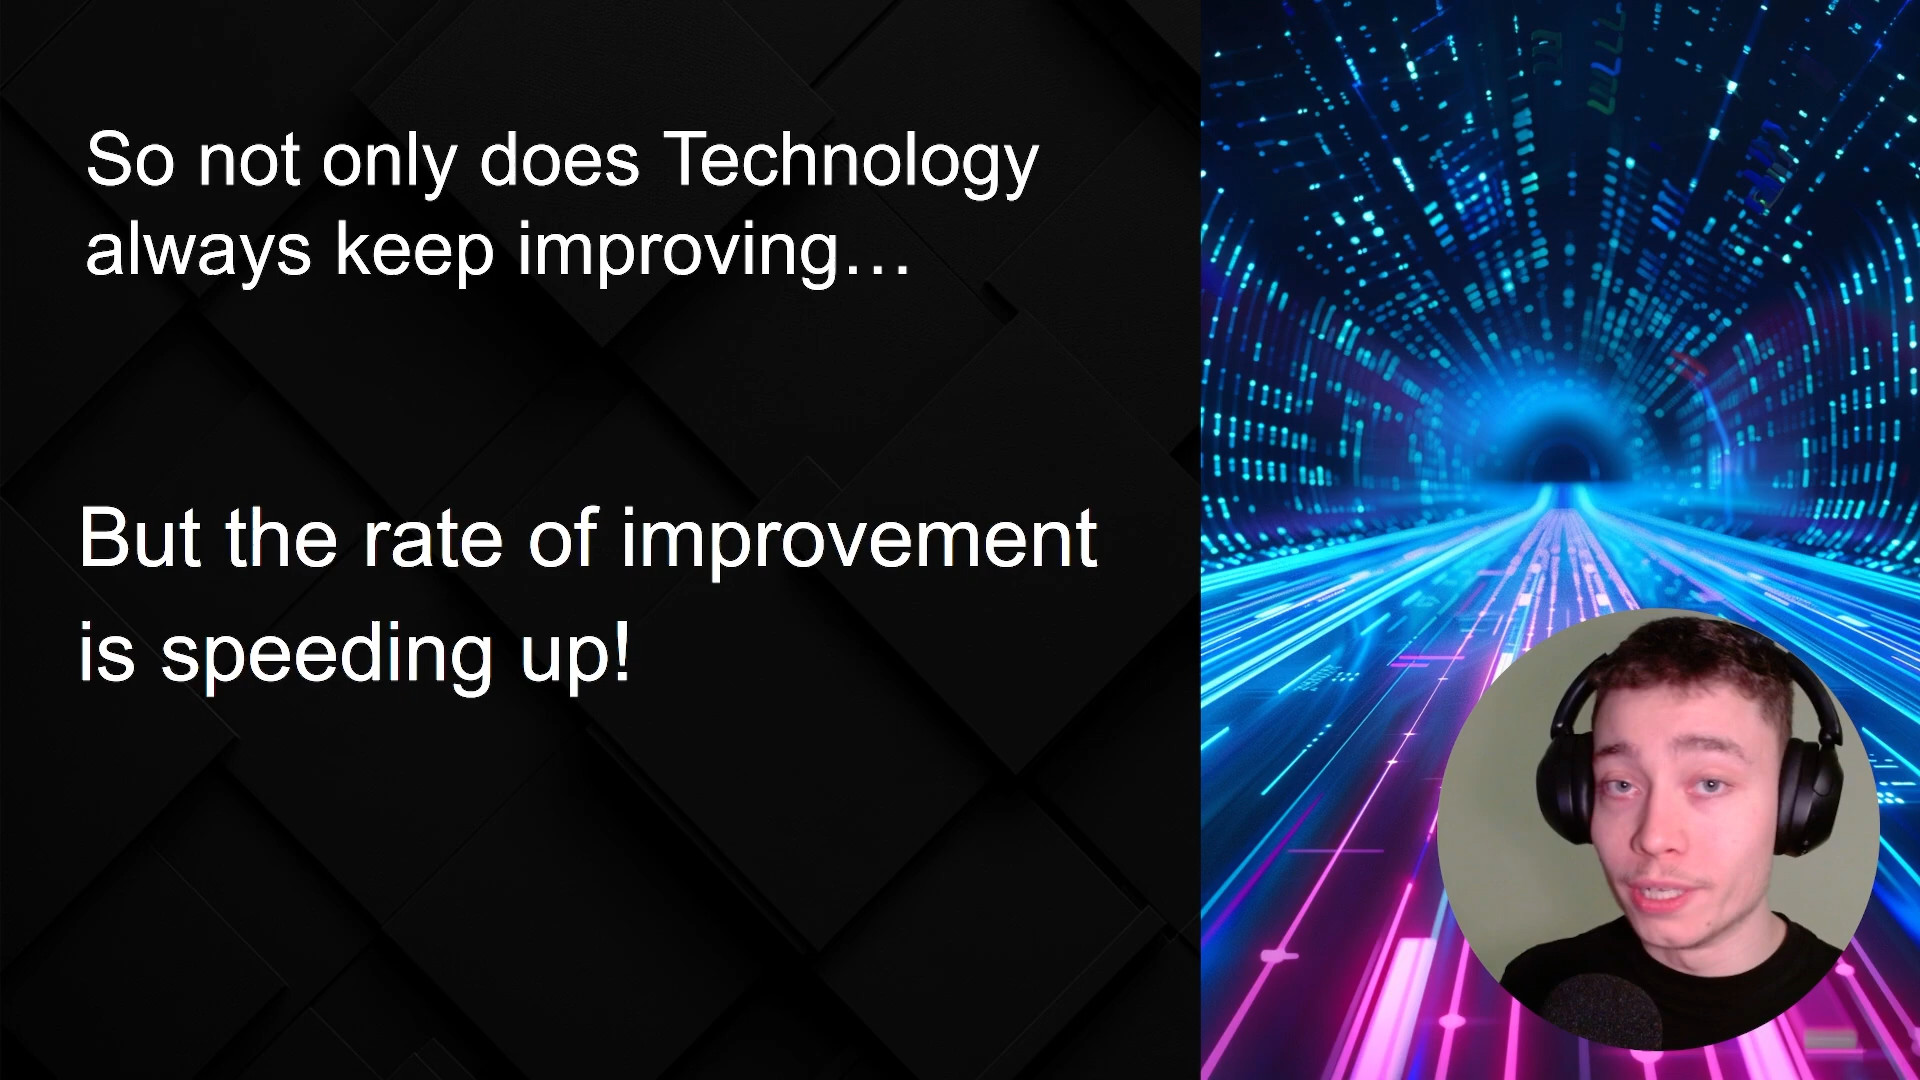 So not only does Technology
always keep improving…
But the rate of improvement
is speeding up!